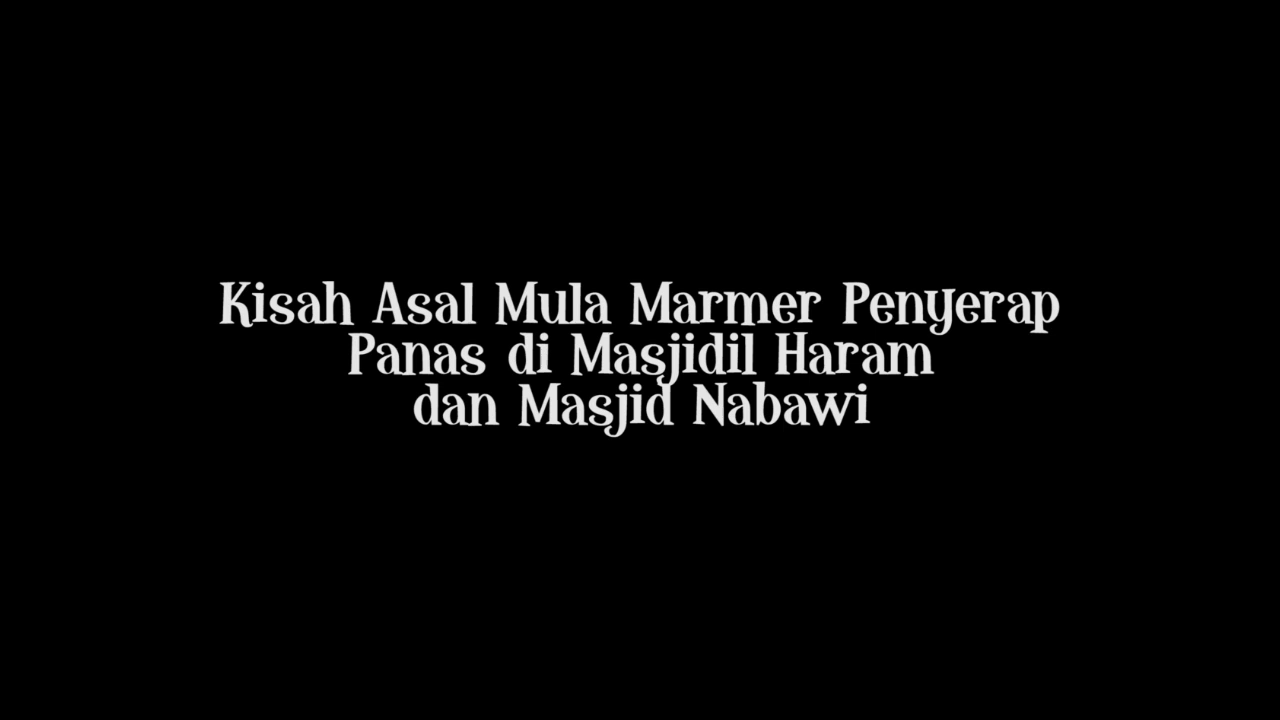 Kisah Asal Mula Marmer Penyerap
Panas di Masjidil Haram
dan Masjid Nabawi